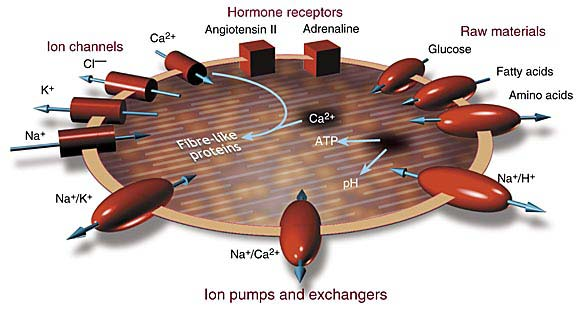 Hormone receptors
Angiotensin II
Adrenaline
Raw materials
Glucose
Fatty acids
Amino acids
Ion channels
Ca²⁺
Cl⁻
K⁺
Na⁺
Ca²⁺
Fibre-like
proteins
ATP
pH
Na⁺/K⁺
Na⁺/H⁺
Na⁺/Ca²⁺
Ion pumps and exchangers